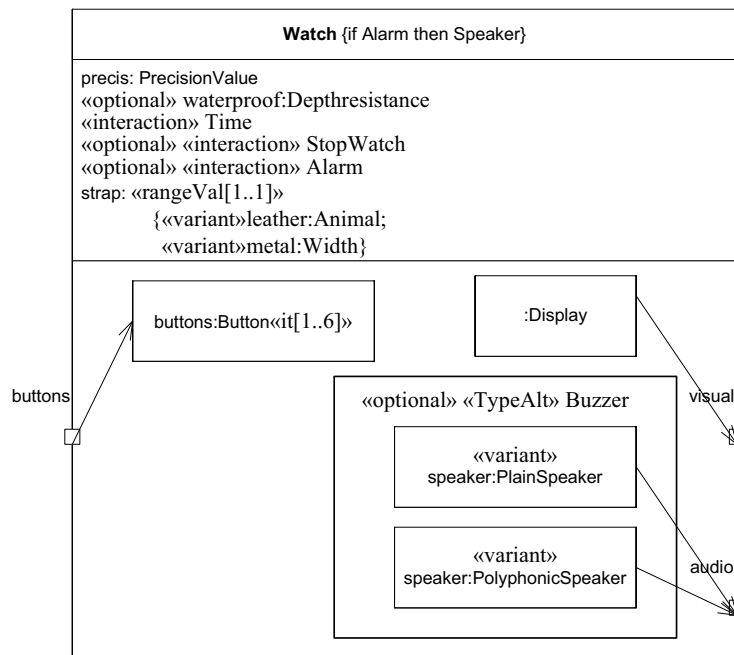 Watch {if Alarm then Speaker}
precis: PrecisionValue
«optional» waterproof:Depthresistance
«interaction» Time
«optional» «interaction» StopWatch
«optional» «interaction» Alarm
strap: «rangeVal[1..1]»
{«variant»leather:Animal;
«variant»metal:Width}
buttons:Button«it[1..6]»
:Display
buttons
«optional» «TypeAlt» Buzzer
visual
«variant»
speaker:PlainSpeaker
«variant»
speaker:PolyphonicSpeaker
audio